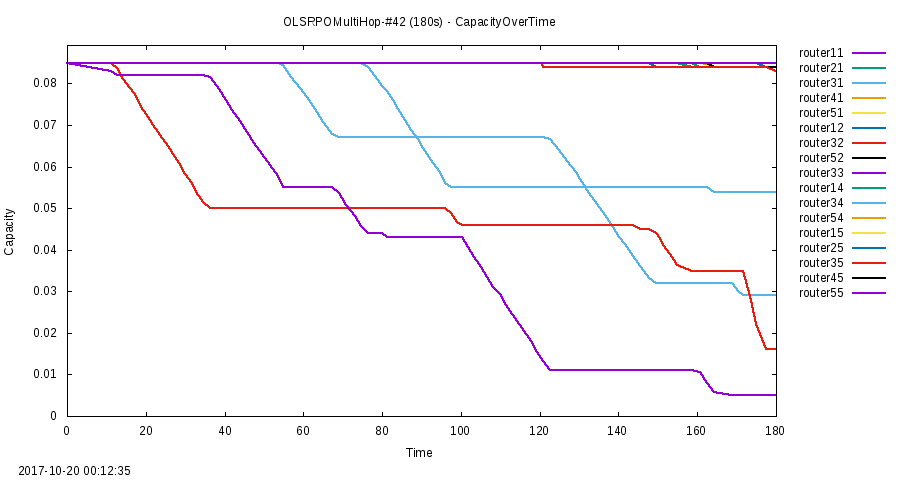 OLSRPOMultiHop-#42 (180s) - CapacityOverTime
Capacity
0.08
0.07
0.06
0.05
0.04
0.03
0.02
0.01
0
0 20 40 60 80 100 120 140 160 180
Time
router11
router21
router31
router41
router51
router12
router32
router52
router33
router14
router34
router54
router15
router25
router35
router45
router55
2017-10-20 00:12:35